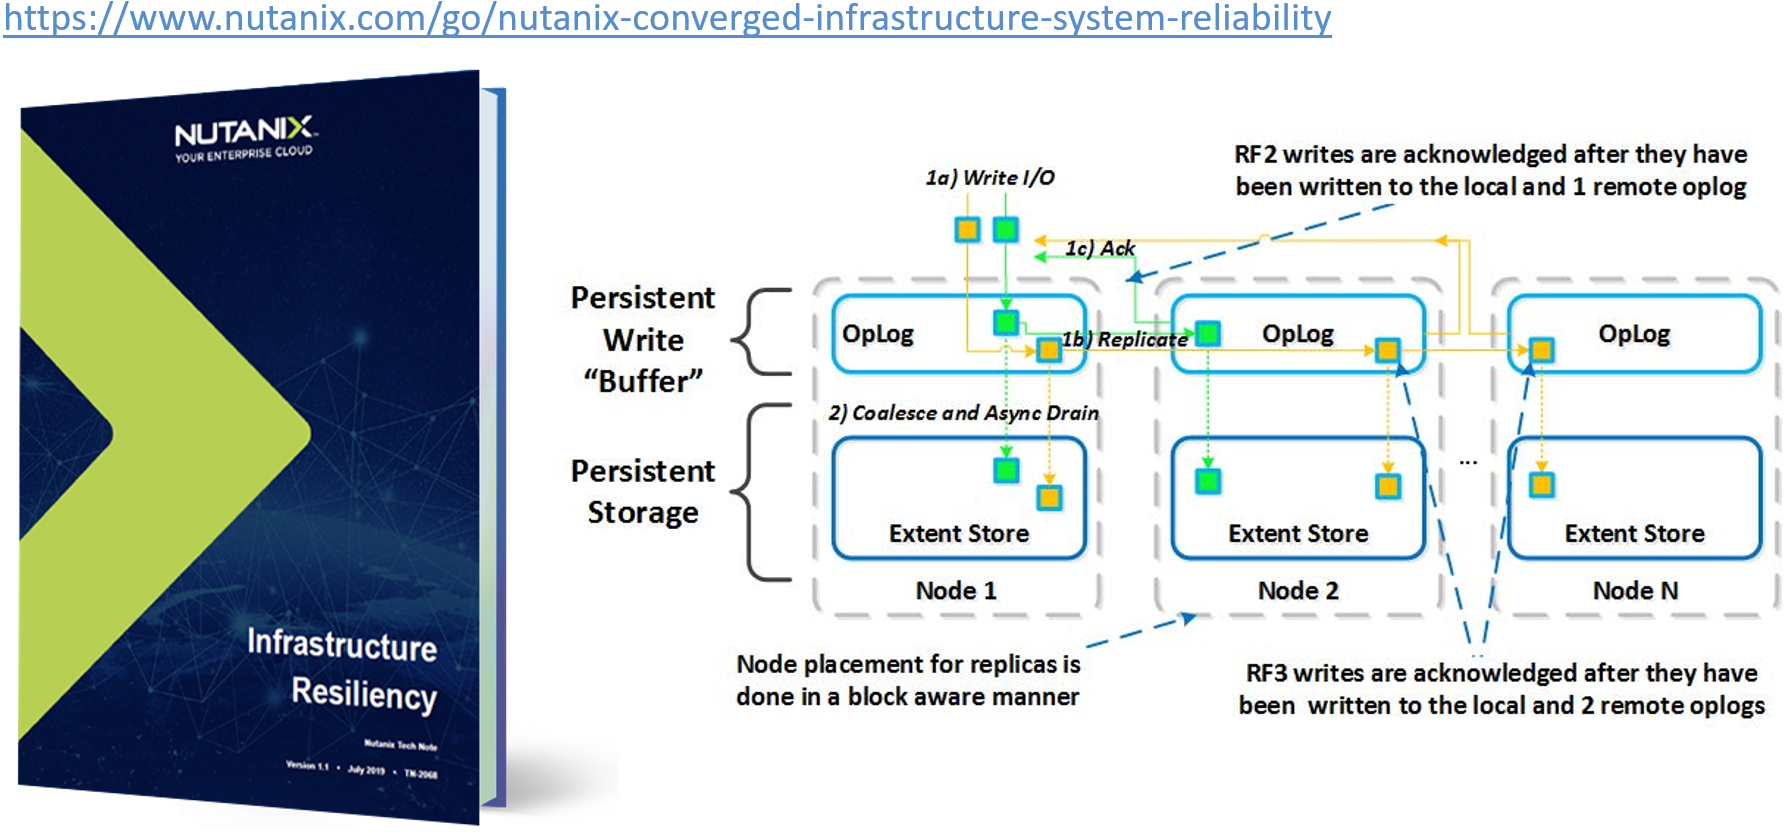 https://www.nutanix.com/go/nutanix-converged-infrastructure-system-reliability
NUTANIX™
YOUR ENTERPRISE CLOUD
Infrastructure
Resiliency
Nutanix Tech Note
Version 1.1 • July 2019 • TN-2068
RF2 writes are acknowledged after they have
been written to the local and 1 remote oplog
1a) Write I/O
1c) Ack
Persistent
Write
“Buffer”
OpLog
1b) Replicate
OpLog
OpLog
2) Coalesce and Async Drain
Persistent
Storage
...
Extent Store
Extent Store
Extent Store
Node 1
Node 2
Node N
Node placement for replicas is
done in a block aware manner
RF3 writes are acknowledged after they have
been written to the local and 2 remote oplogs